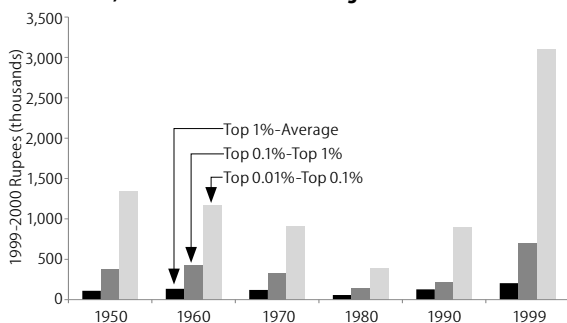 3,500
3,000
2,500
2,000
1,500
1,000
500
0
1999-2000 Rupees (thousands)
Top 1%-Average
Top 0.1%-Top 1%
Top 0.01%-Top 0.1%
1950 1960 1970 1980 1990 1999